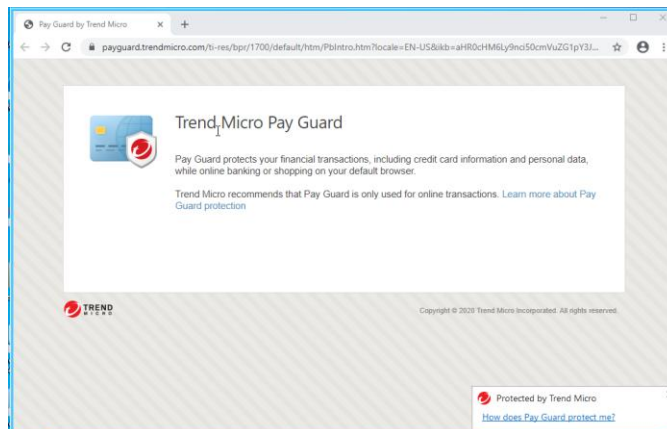 Pay Guard by Trend Micro
payguard.trendmicro.com/ti-res/bpr/1700/default/htm/PbIntro.htm?locale=EN-US&ikb=aHR0cHM6Ly9nci50cmVuZG1pY3J...
Trend Micro Pay Guard
Pay Guard protects your financial transactions, including credit card information and personal data,
while online banking or shopping on your default browser.
Trend Micro recommends that Pay Guard is only used for online transactions. Learn more about Pay
Guard protection
TREND
MICRO
Copyright © 2020 Trend Micro Incorporated. All rights reserved.
Protected by Trend Micro
How does Pay Guard protect me?